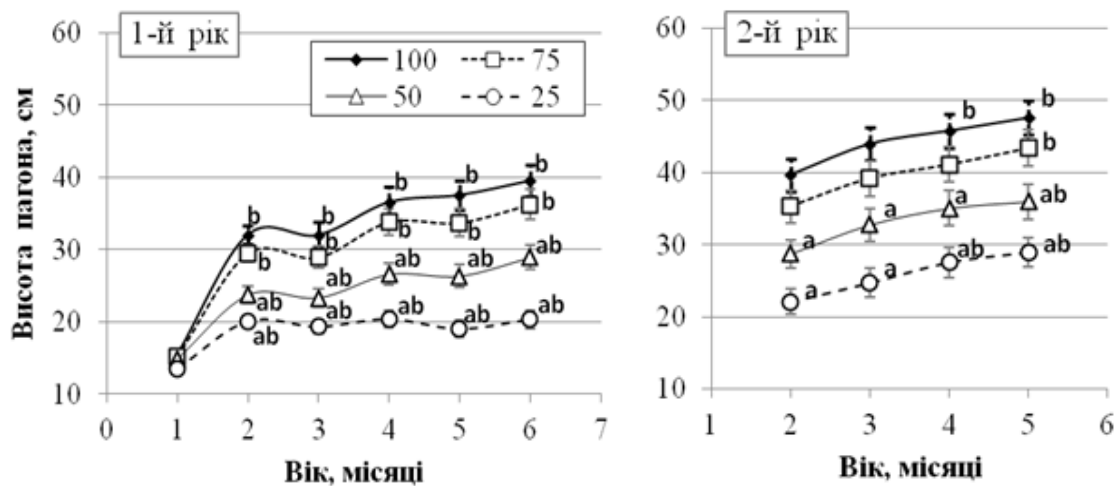 1-й рік
100 75
50 25
Висота пагона, см
60
50
40
30
20
10
b b b b b
b b b b b
ab ab ab ab ab
ab ab ab ab ab
0 1 2 3 4 5 6 7
Вік, місяці
2-й рік
60
50
40
30
20
10
b b
b
a a a ab
a a ab ab
1 2 3 4 5 6
Вік, місяці